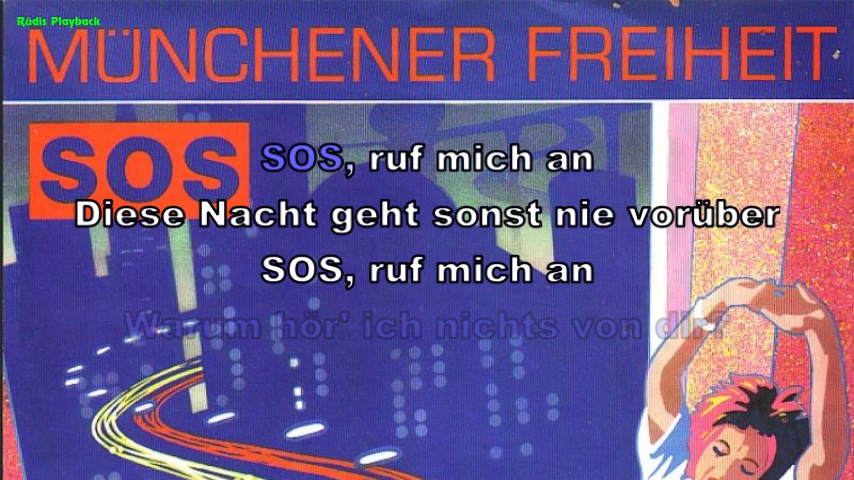 Rädis Playback
MÜNCHENER FREIHEIT
SOS
SOS, ruf mich an
Diese Nacht geht sonst nie vorüber
SOS, ruf mich an
Warum hör' ich nichts von dir?